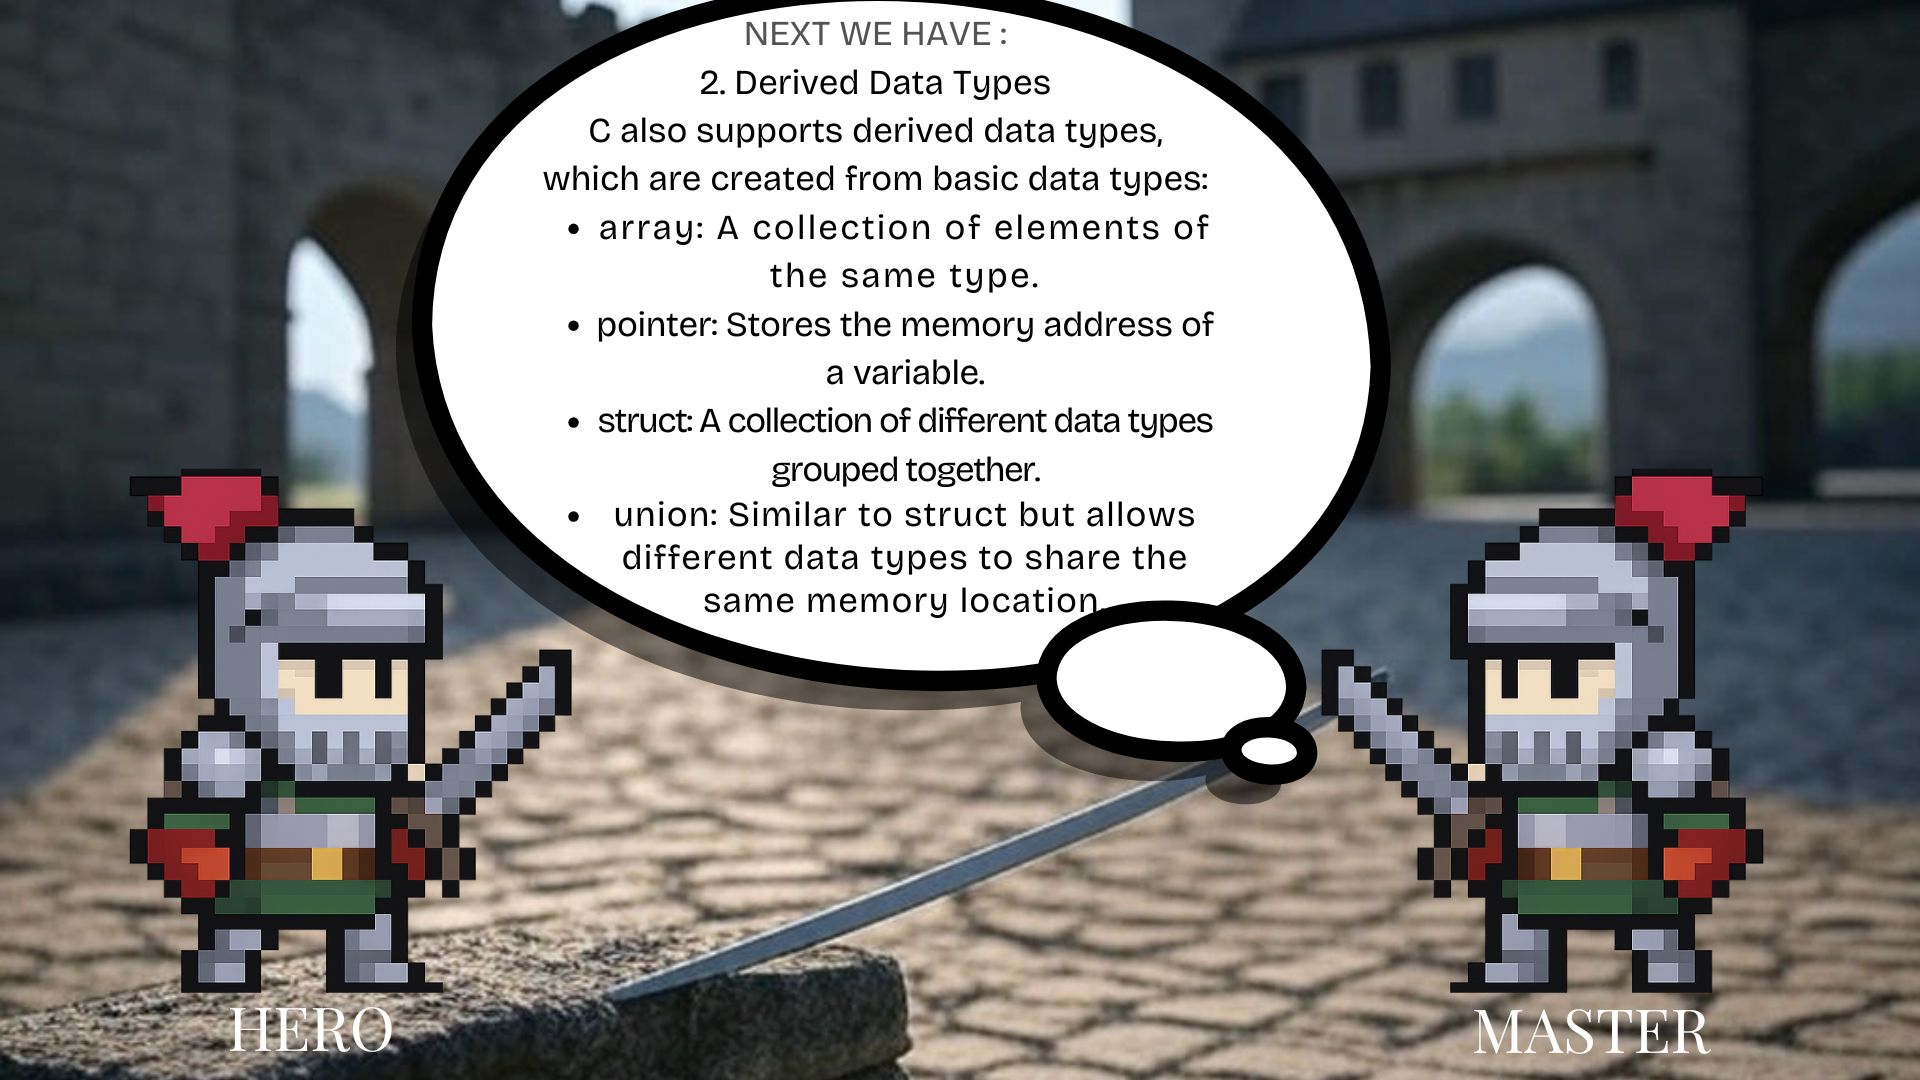 NEXT WE HAVE :
2. Derived Data Types
C also supports derived data types,
which are created from basic data types:
• array: A collection of elements of
the same type.
• pointer: Stores the memory address of
a variable.
• struct: A collection of different data types
grouped together.
• union: Similar to struct but allows
different data types to share the
same memory location.
HERO
MASTER